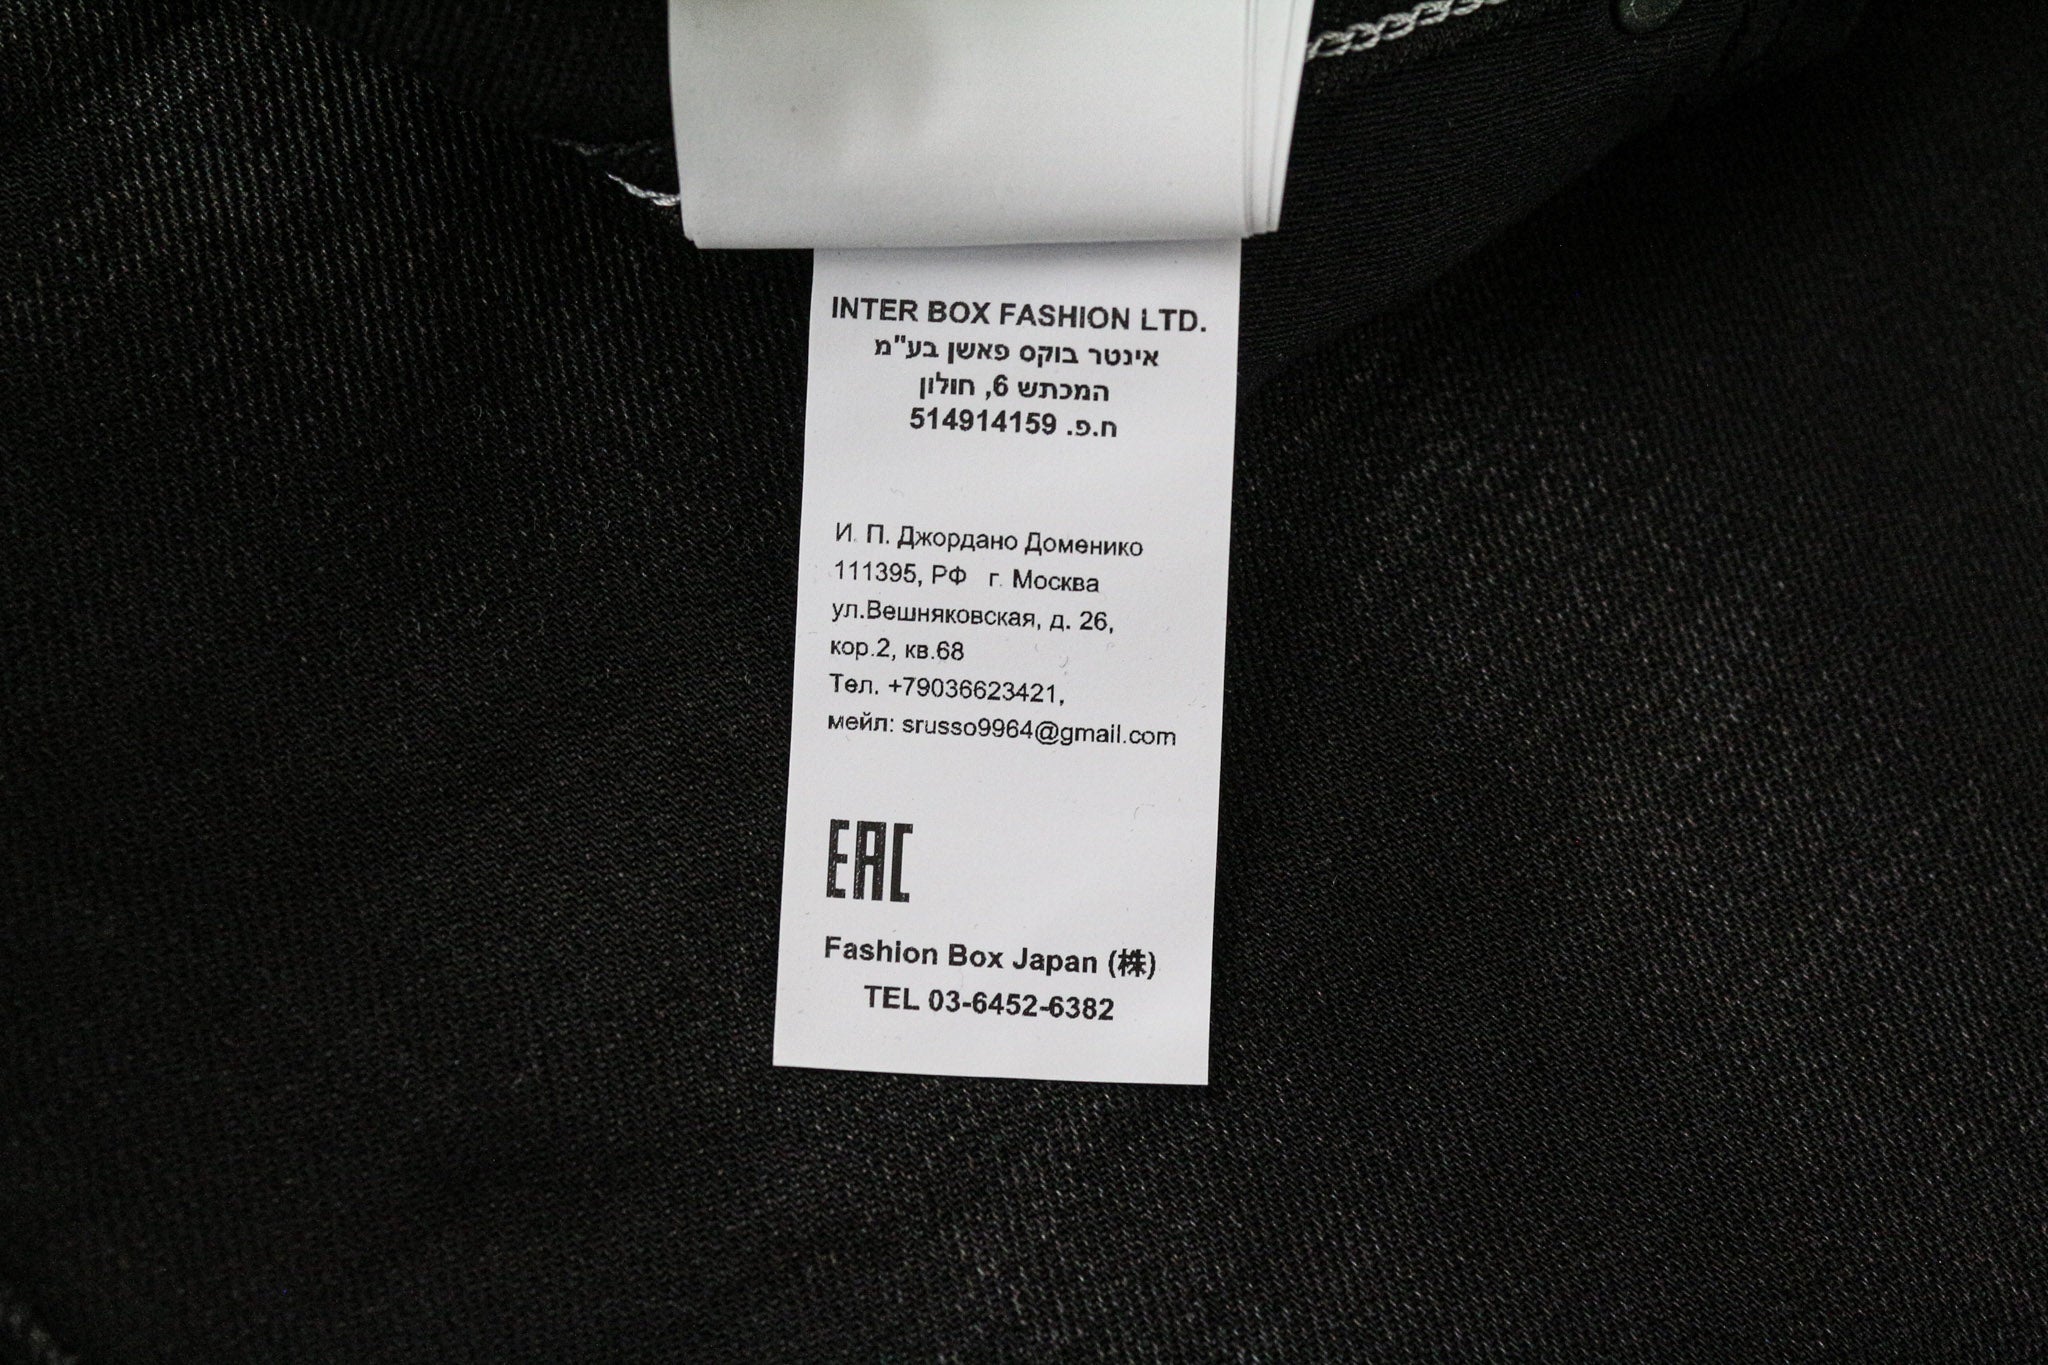 INTER BOX FASHION LTD.
אינטר בוקס פאשן בע"מ
המכתש 6, חולון
ח.פ. 514914159
И. П. Джордано Доменико
111395, РФ г. Москва
ул.Вешняковская, д. 26,
кор.2, кв.68
Тел. +79036623421,
мейл: srusso9964@gmail.com
EAC
Fashion Box Japan (株)
TEL 03-6452-6382